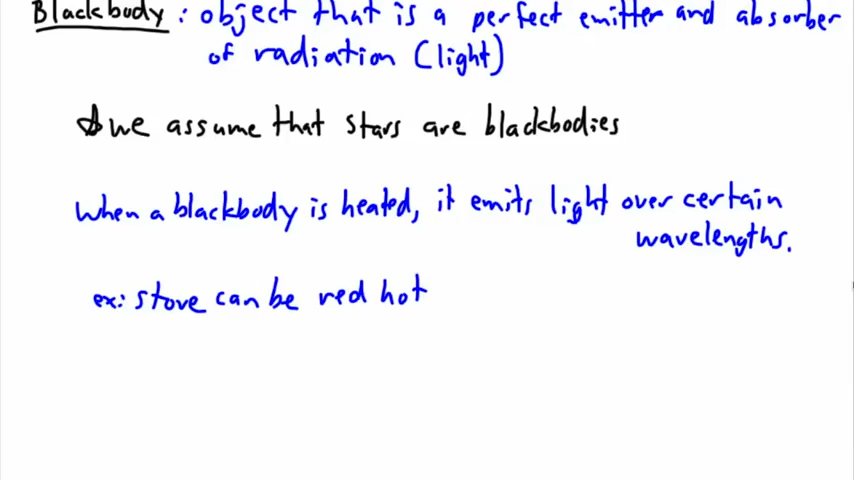 Blackbody: object that is a perfect emitter and absorber
of radiation (light)
we assume that stars are blackbodies
when a blackbody is heated, it emits light over certain
wavelengths.
ex: stove can be red hot